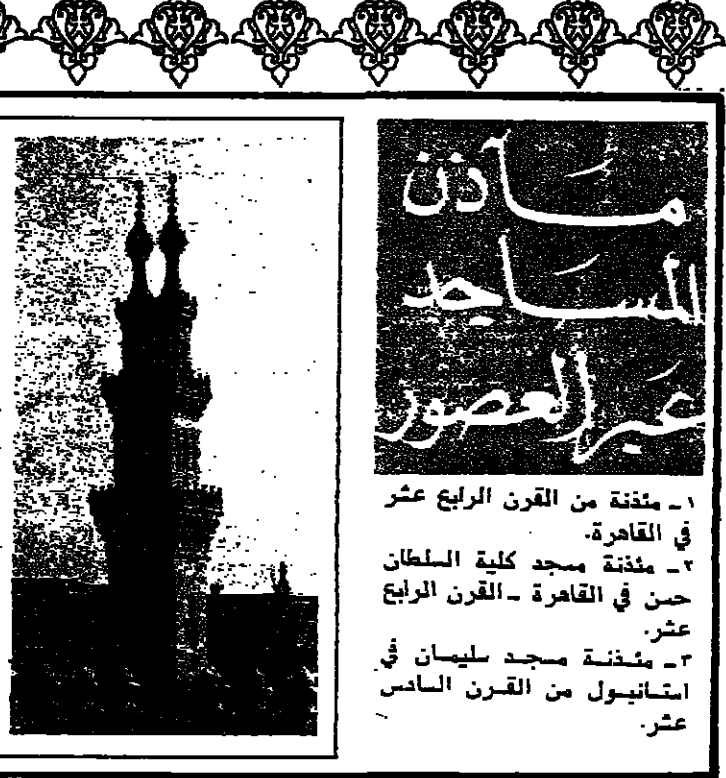 مآذن
المساجد
عبر العصور
١ـ مئذنة من القرن الرابع عشر
في القاهرة.
٢ـ مئذنة مسجد كلية السلطان
حسن في القاهرة ـ القرن الرابع
عشر.
٣ـ مئذنة مسجد سليمان في
استانبول من القرن السادس
عشر.